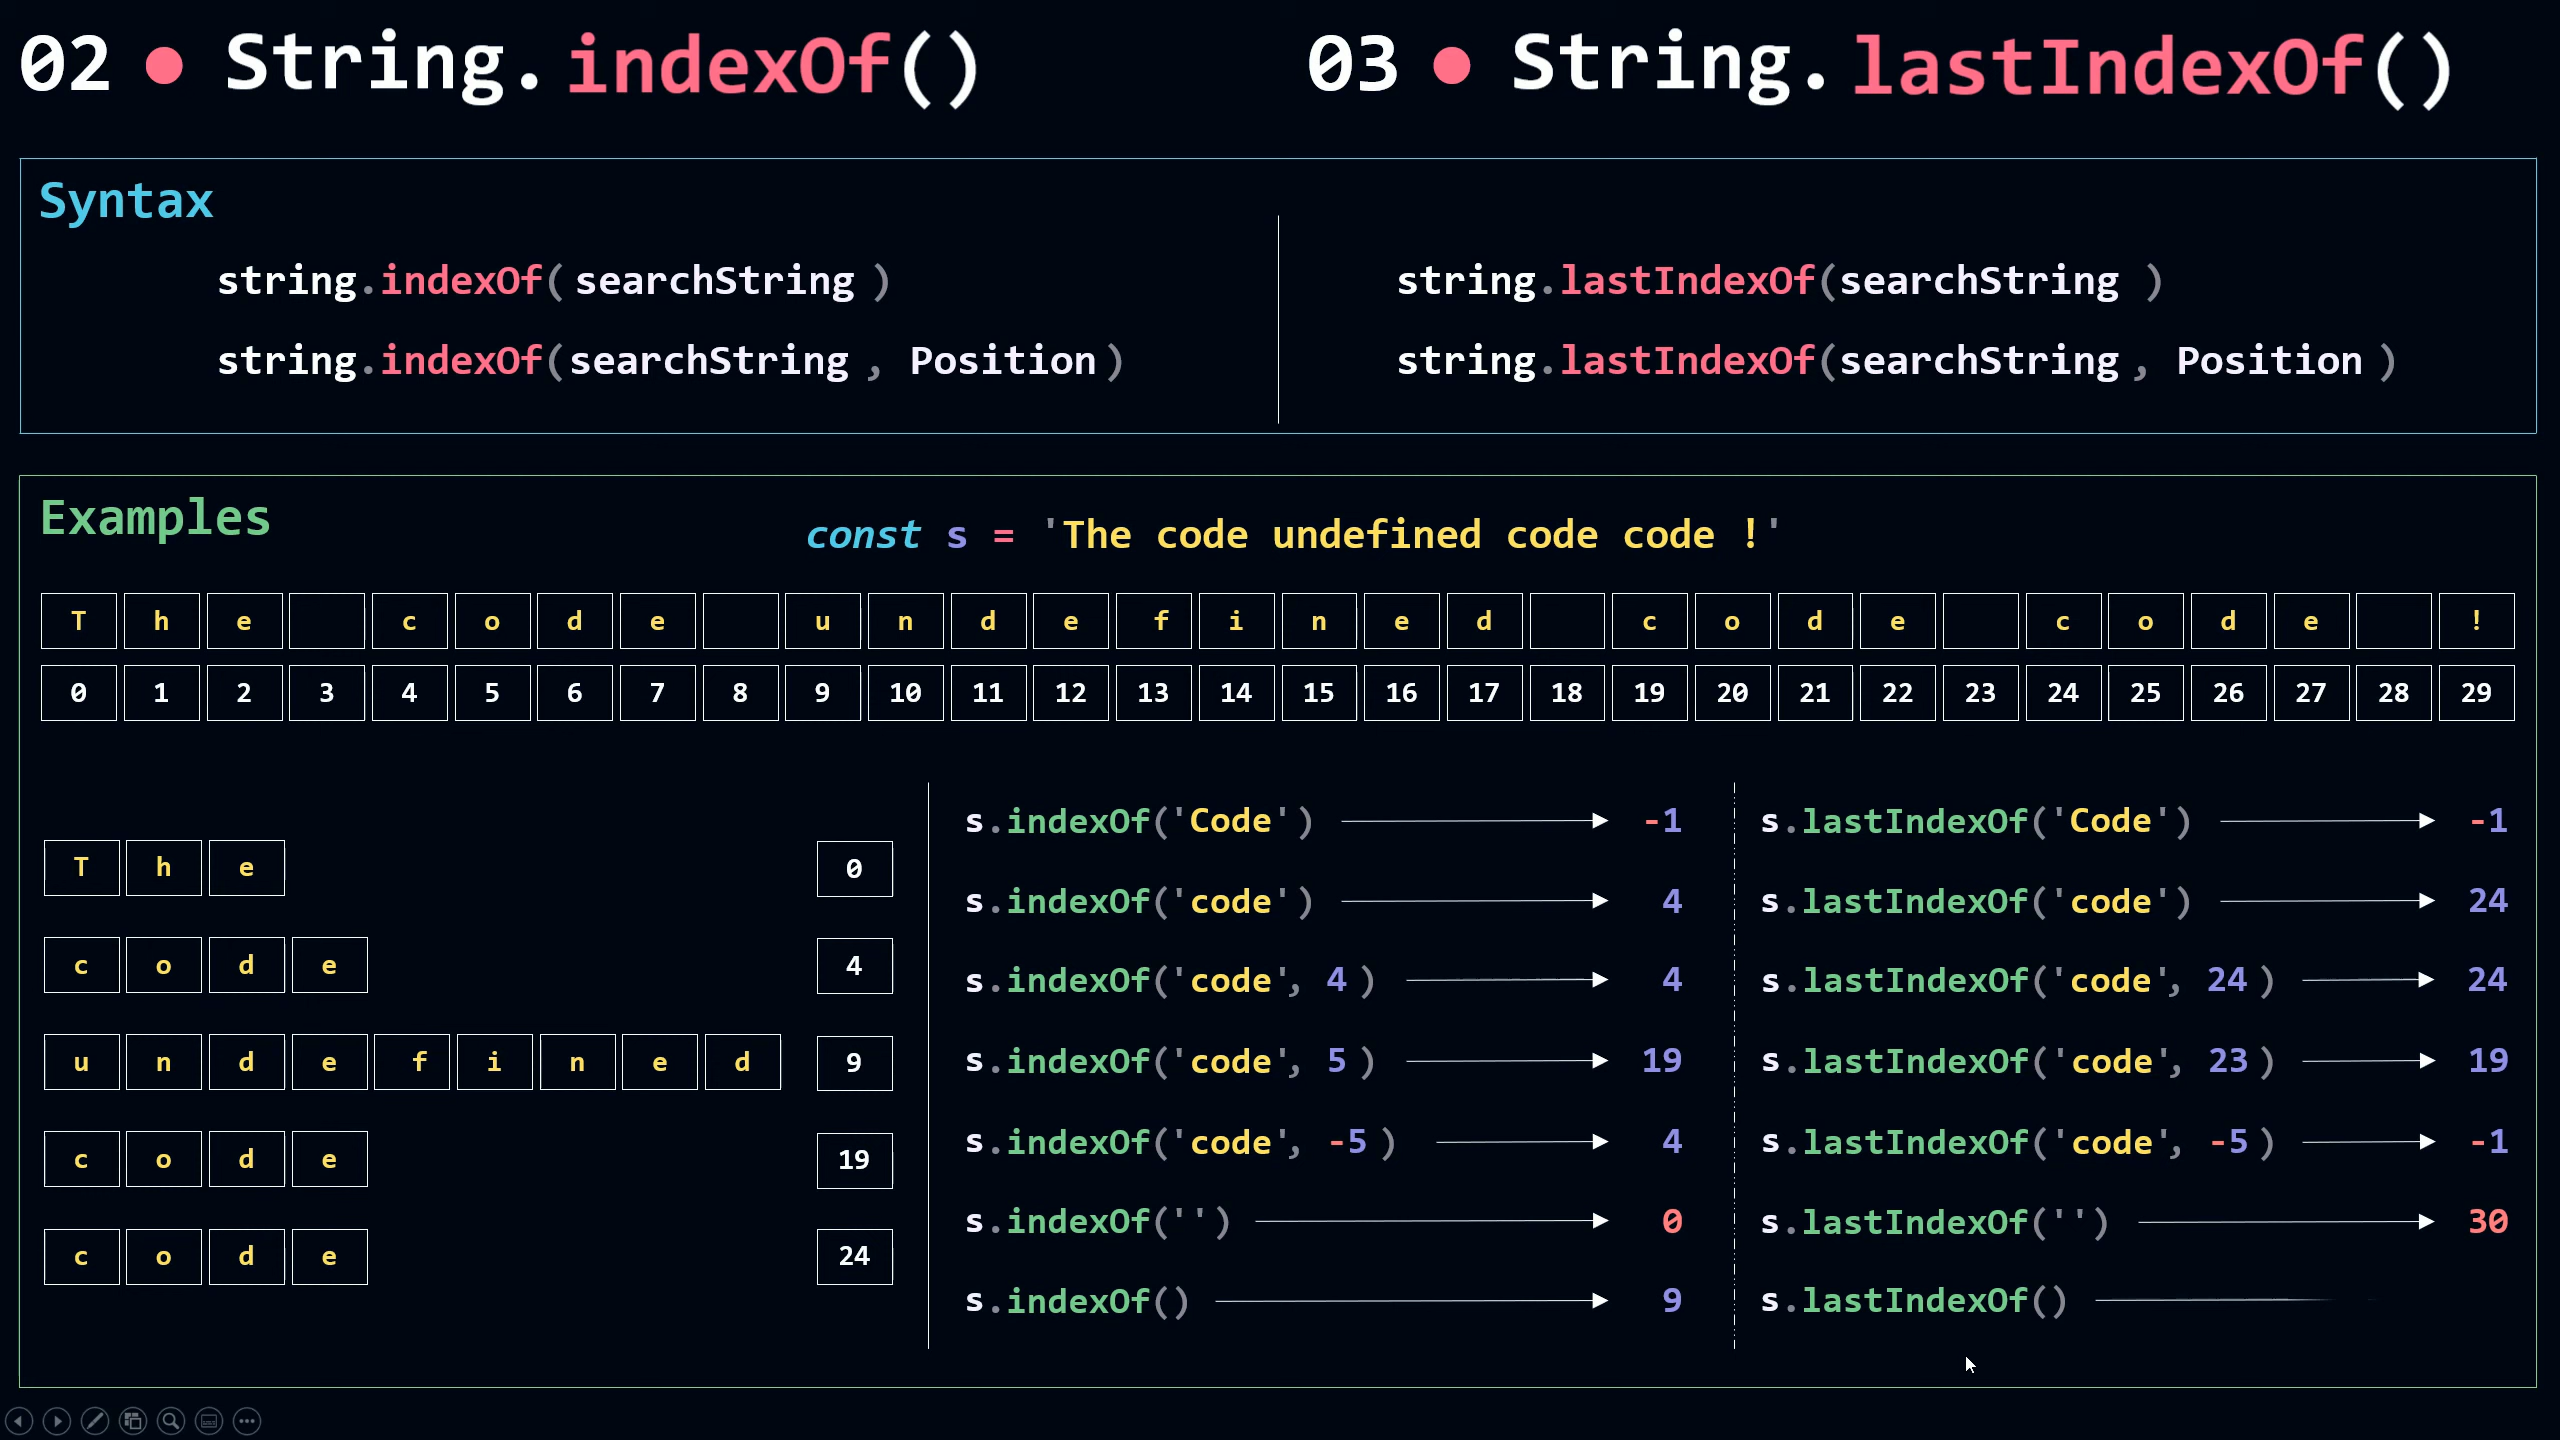 02 ● String.indexOf()
03 ● String.lastIndexOf()
Syntax
string.indexOf( searchString )
string.indexOf(searchString , Position )
string.lastIndexOf(searchString )
string.lastIndexOf(searchString , Position )
Examples
const s = 'The code undefined code code !'
T h e c o d e u n d e f i n e d c o d e c o d e !
0 1 2 3 4 5 6 7 8 9 10 11 12 13 14 15 16 17 18 19 20 21 22 23 24 25 26 27 28 29
T h e 0
c o d e 4
u n d e f i n e d 9
c o d e 19
c o d e 24
s.indexOf('Code') -1
s.indexOf('code') 4
s.indexOf('code', 4 ) 4
s.indexOf('code', 5 ) 19
s.indexOf('code', -5 ) 4
s.indexOf('') 0
s.indexOf() 9
s.lastIndexOf('Code') -1
s.lastIndexOf('code') 24
s.lastIndexOf('code', 24 ) 24
s.lastIndexOf('code', 23 ) 19
s.lastIndexOf('code', -5 ) -1
s.lastIndexOf('') 30
s.lastIndexOf()